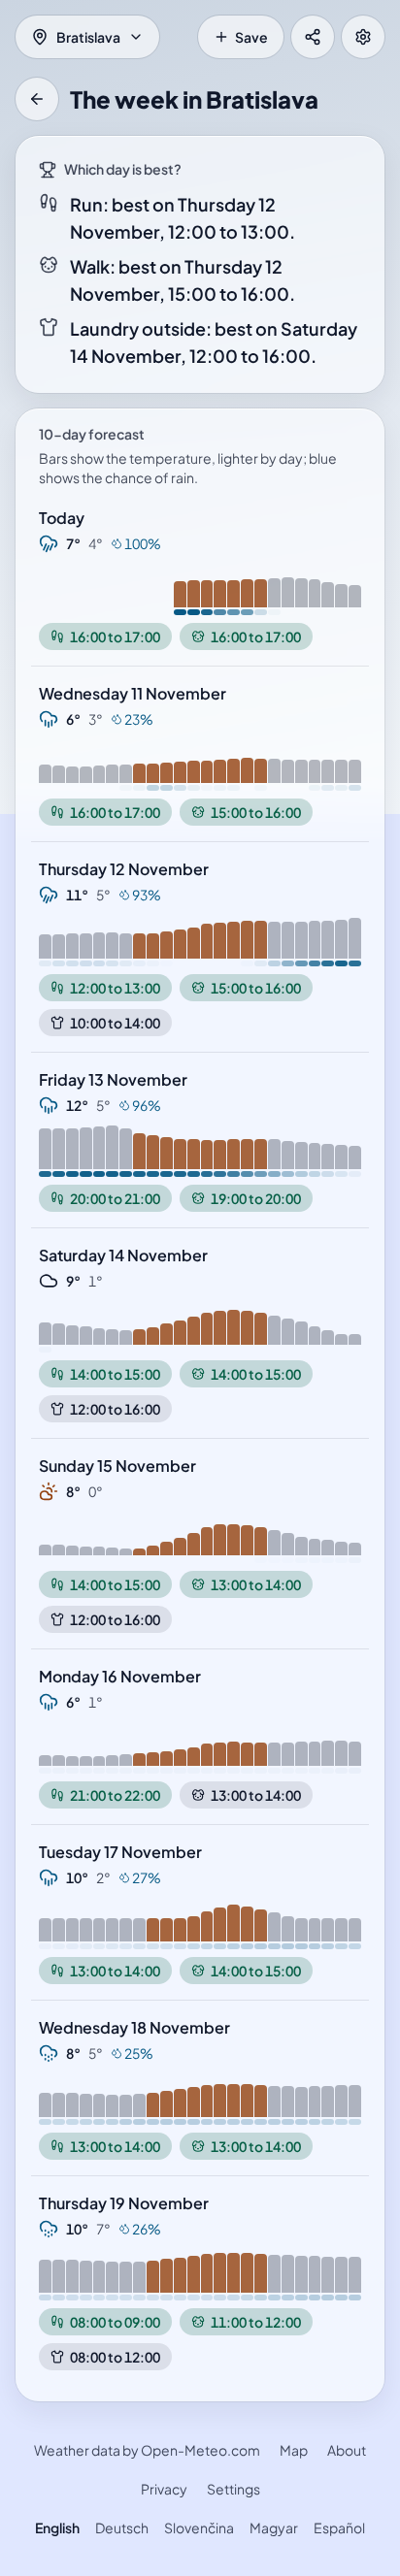 Bratislava
Save
The week in Bratislava
Which day is best?
Run: best on Thursday 12
November, 12:00 to 13:00.
Walk: best on Thursday 12
November, 15:00 to 16:00.
Laundry outside: best on Saturday
14 November, 12:00 to 16:00.
10-day forecast
Bars show the temperature, lighter by day; blue
shows the chance of rain.
Today
7° 4° 100%
16:00 to 17:00 16:00 to 17:00
Wednesday 11 November
6° 3° 23%
16:00 to 17:00 15:00 to 16:00
Thursday 12 November
11° 5° 93%
12:00 to 13:00 15:00 to 16:00
10:00 to 14:00
Friday 13 November
12° 5° 96%
20:00 to 21:00 19:00 to 20:00
Saturday 14 November
9° 1°
14:00 to 15:00 14:00 to 15:00
12:00 to 16:00
Sunday 15 November
8° 0°
14:00 to 15:00 13:00 to 14:00
12:00 to 16:00
Monday 16 November
6° 1°
21:00 to 22:00 13:00 to 14:00
Tuesday 17 November
10° 2° 27%
13:00 to 14:00 14:00 to 15:00
Wednesday 18 November
8° 5° 25%
13:00 to 14:00 13:00 to 14:00
Thursday 19 November
10° 7° 26%
08:00 to 09:00 11:00 to 12:00
08:00 to 12:00
Weather data by Open-Meteo.com Map About
Privacy Settings
English Deutsch Slovenčina Magyar Español